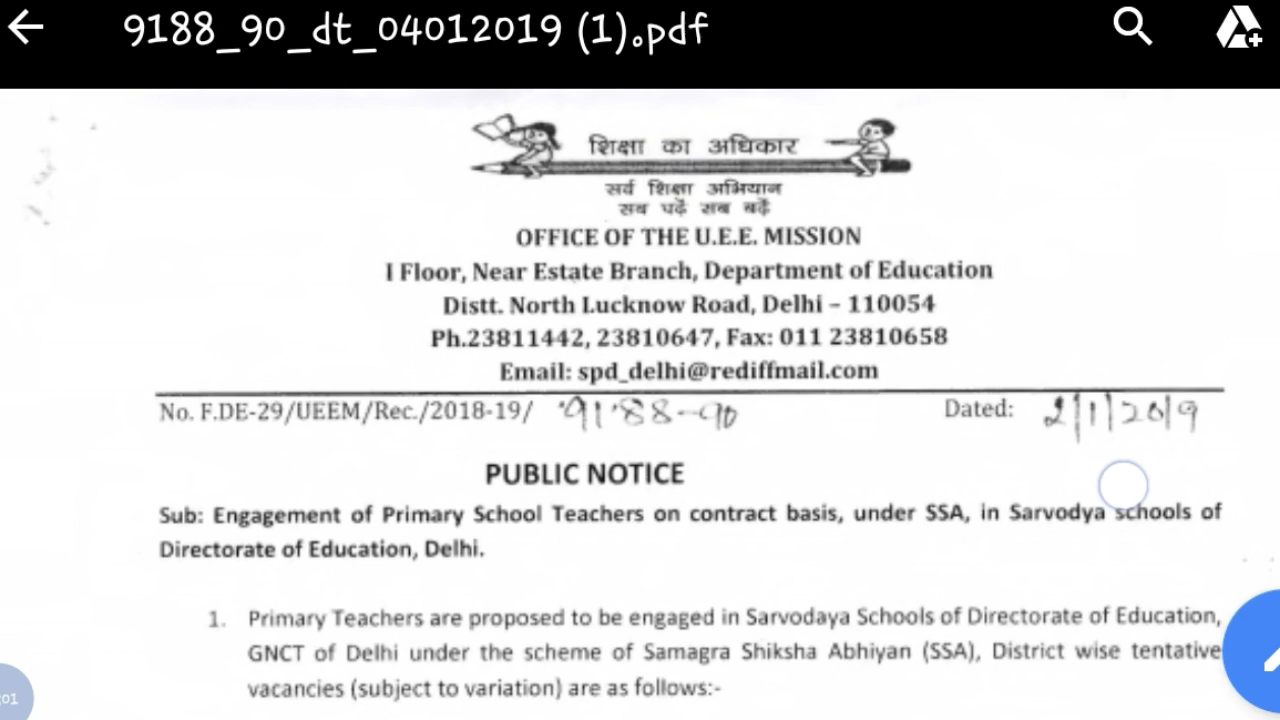 9188_90_dt_04012019 (1).pdf
शिक्षा का अधिकार
सर्व शिक्षा अभियान
सब पढ़ें सब बढ़ें
OFFICE OF THE U.E.E. MISSION
I Floor, Near Estate Branch, Department of Education
Distt. North Lucknow Road, Delhi – 110054
Ph.23811442, 23810647, Fax: 011 23810658
Email: spd_delhi@rediffmail.com
No. F.DE-29/UEEM/Rec./2018-19/ 9188-90 Dated: 2/1/2019
PUBLIC NOTICE
Sub: Engagement of Primary School Teachers on contract basis, under SSA, in Sarvodya schools of
Directorate of Education, Delhi.
1. Primary Teachers are proposed to be engaged in Sarvodaya Schools of Directorate of Education,
GNCT of Delhi under the scheme of Samagra Shiksha Abhiyan (SSA), District wise tentative
vacancies (subject to variation) are as follows:-